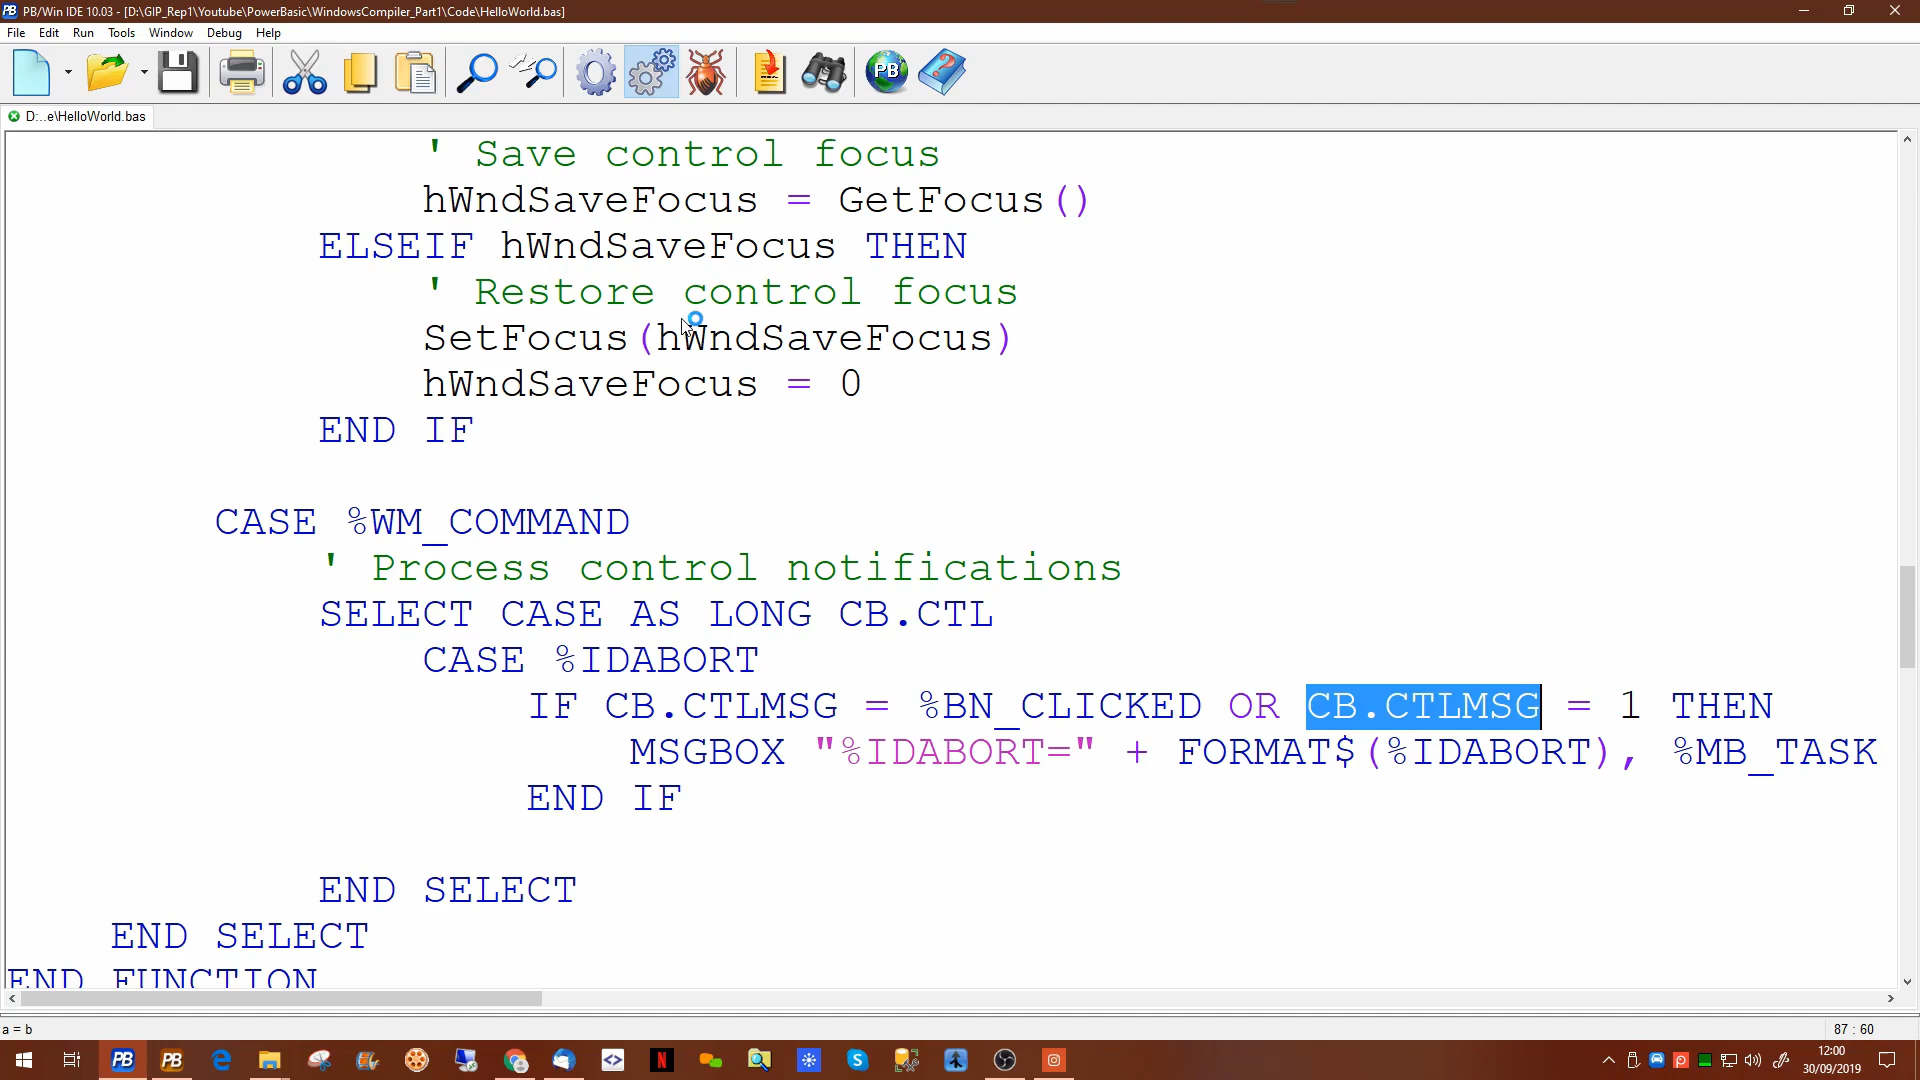 PB/Win IDE 10.03 - [D:\GIP_Rep1\Youtube\PowerBasic\WindowsCompiler_Part1\Code\HelloWorld.bas]
File Edit Run Tools Window Debug Help
PB
D:..e\HelloWorld.bas
' Save control focus
hWndSaveFocus = GetFocus()
ELSEIF hWndSaveFocus THEN
' Restore control focus
SetFocus(hWndSaveFocus)
hWndSaveFocus = 0
END IF
CASE %WM_COMMAND
' Process control notifications
SELECT CASE AS LONG CB.CTL
CASE %IDABORT
IF CB.CTLMSG = %BN_CLICKED OR CB.CTLMSG = 1 THEN
MSGBOX "%IDABORT=" + FORMAT$(%IDABORT), %MB_TASK
END IF
END SELECT
END SELECT
END FUNCTION
a = b
87 : 60
PB PB
12:00
30/09/2019